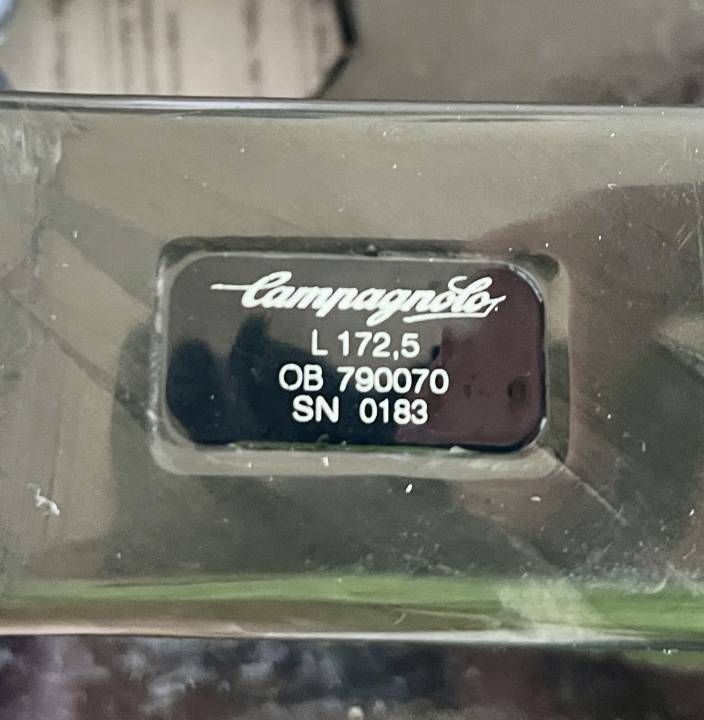 Campagnolo
L 172,5
OB 790070
SN 0183